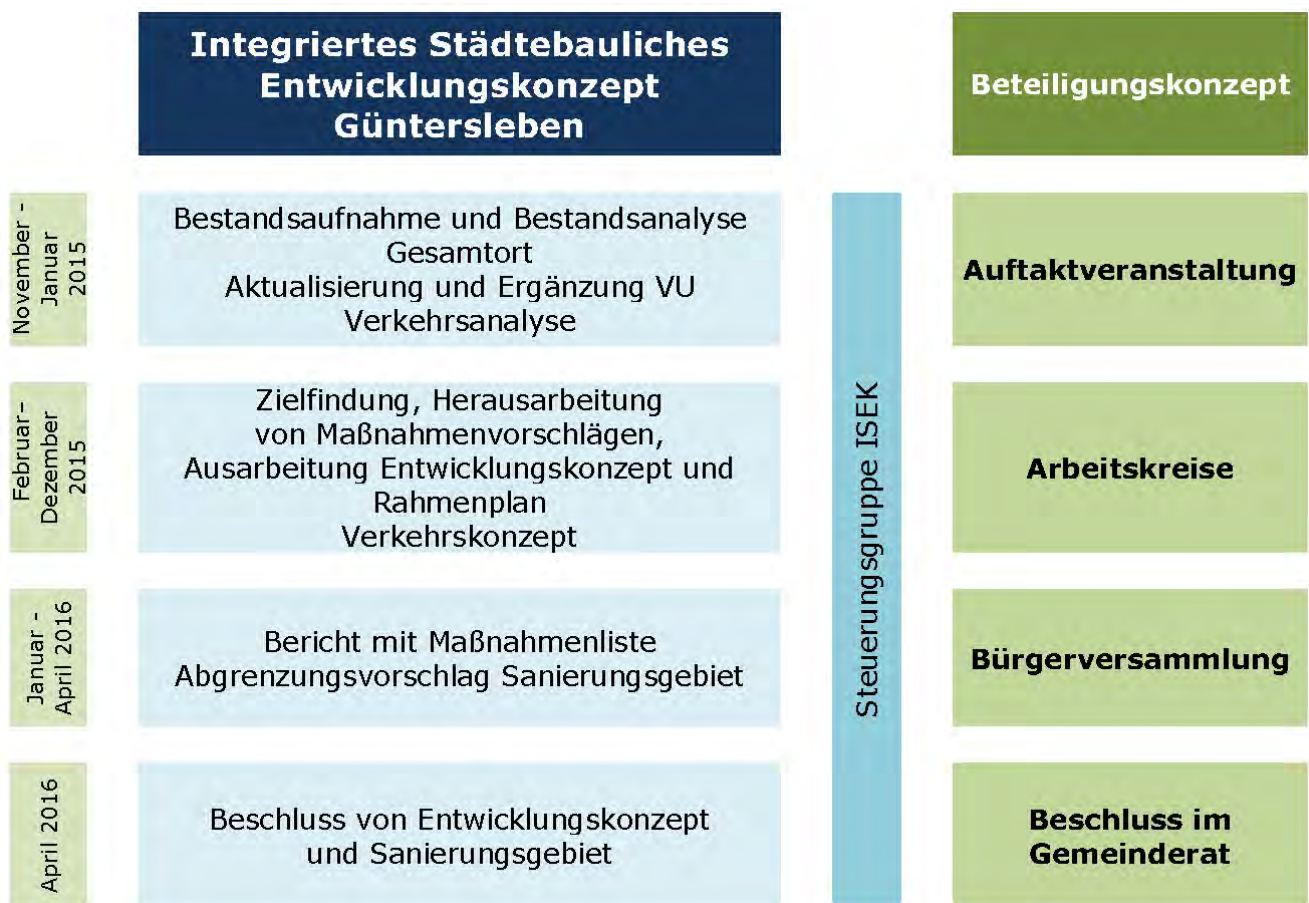 Integriertes Städtebauliches
Entwicklungskonzept
Güntersleben
Beteiligungskonzept
November -
Januar
2015
Bestandsaufnahme und Bestandsanalyse
Gesamtort
Aktualisierung und Ergänzung VU
Verkehrsanalyse
Auftaktveranstaltung
Februar–
Dezember
2015
Zielfindung, Herausarbeitung
von Maßnahmenvorschlägen,
Ausarbeitung Entwicklungskonzept und
Rahmenplan
Verkehrskonzept
Steuerungsgruppe ISEK
Arbeitskreise
Januar -
April 2016
Bericht mit Maßnahmenliste
Abgrenzungsvorschlag Sanierungsgebiet
Bürgerversammlung
April 2016
Beschluss von Entwicklungskonzept
und Sanierungsgebiet
Beschluss im
Gemeinderat